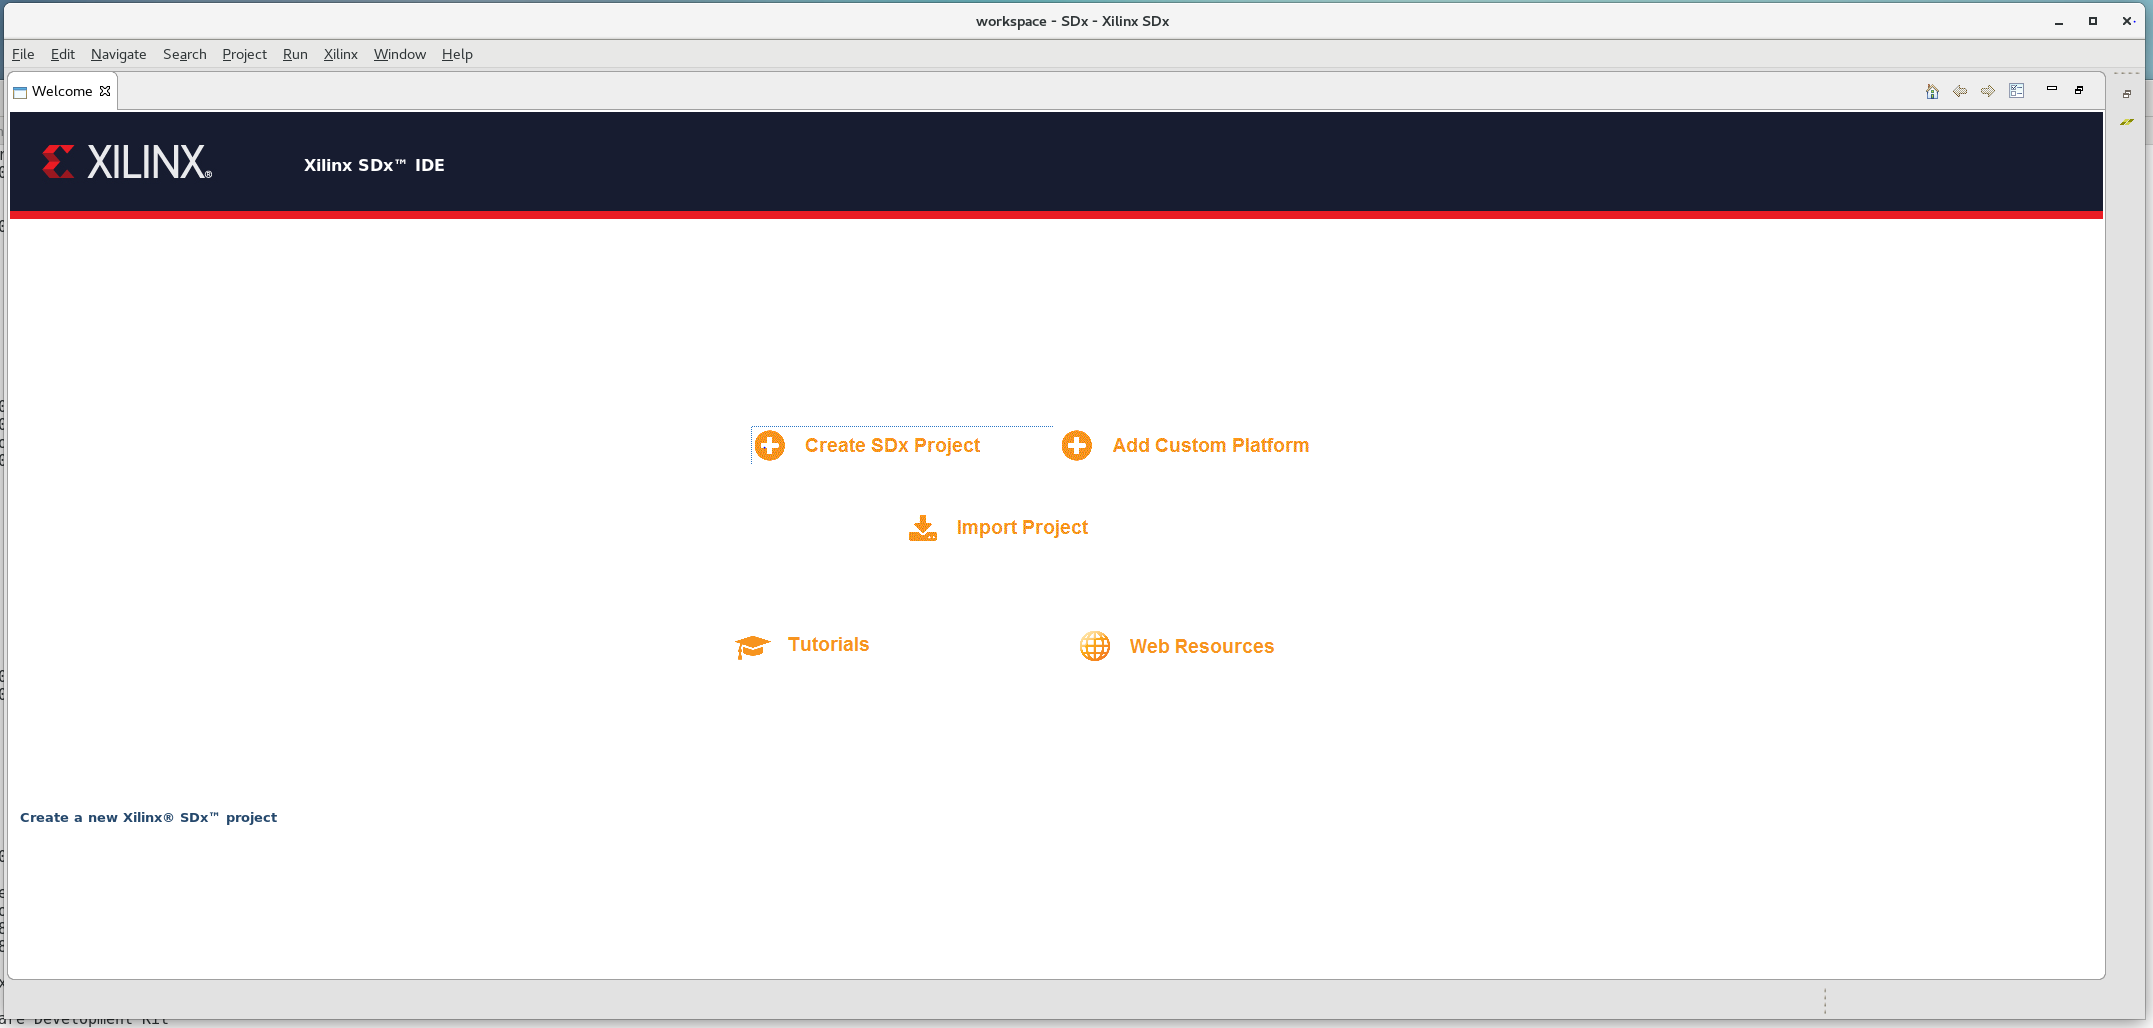 workspace - SDx - Xilinx SDx
File Edit Navigate Search Project Run Xilinx Window Help
Welcome
XILINX®
Xilinx SDx™ IDE
Create SDx Project
Add Custom Platform
Import Project
Tutorials
Web Resources
Create a new Xilinx® SDx™ project
Development Kit